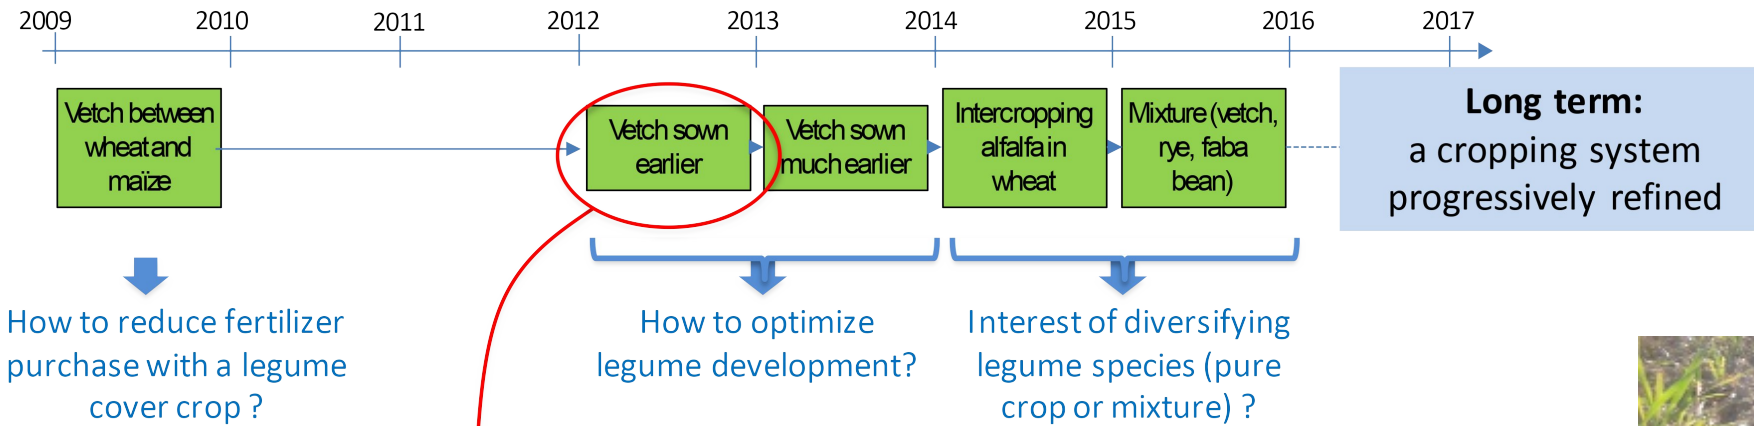 2009 2010 2011 2012 2013 2014 2015 2016 2017
Vetch between
wheat and
maïze
Vetch sown
earlier
Vetch sown
much earlier
Intercropping
alfalfa in
wheat
Mixture (vetch,
rye, faba
bean)
Long term:
a cropping system
progressively refined
How to reduce fertilizer
purchase with a legume
cover crop ?
How to optimize
legume development?
Interest of diversifying
legume species (pure
crop or mixture) ?